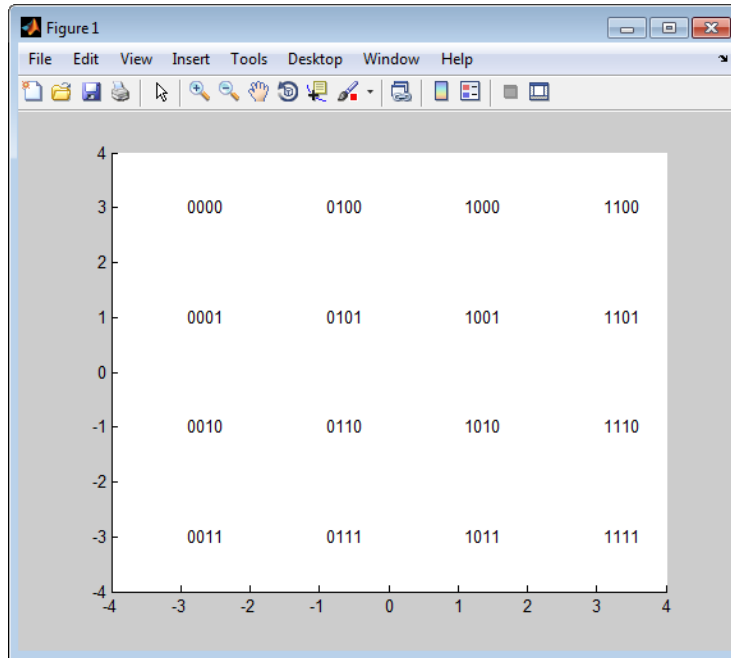 Figure 1
File Edit View Insert Tools Desktop Window Help
4
3 0000 0100 1000 1100
2
1 0001 0101 1001 1101
0
-1 0010 0110 1010 1110
-2
-3 0011 0111 1011 1111
-4
-4 -3 -2 -1 0 1 2 3 4